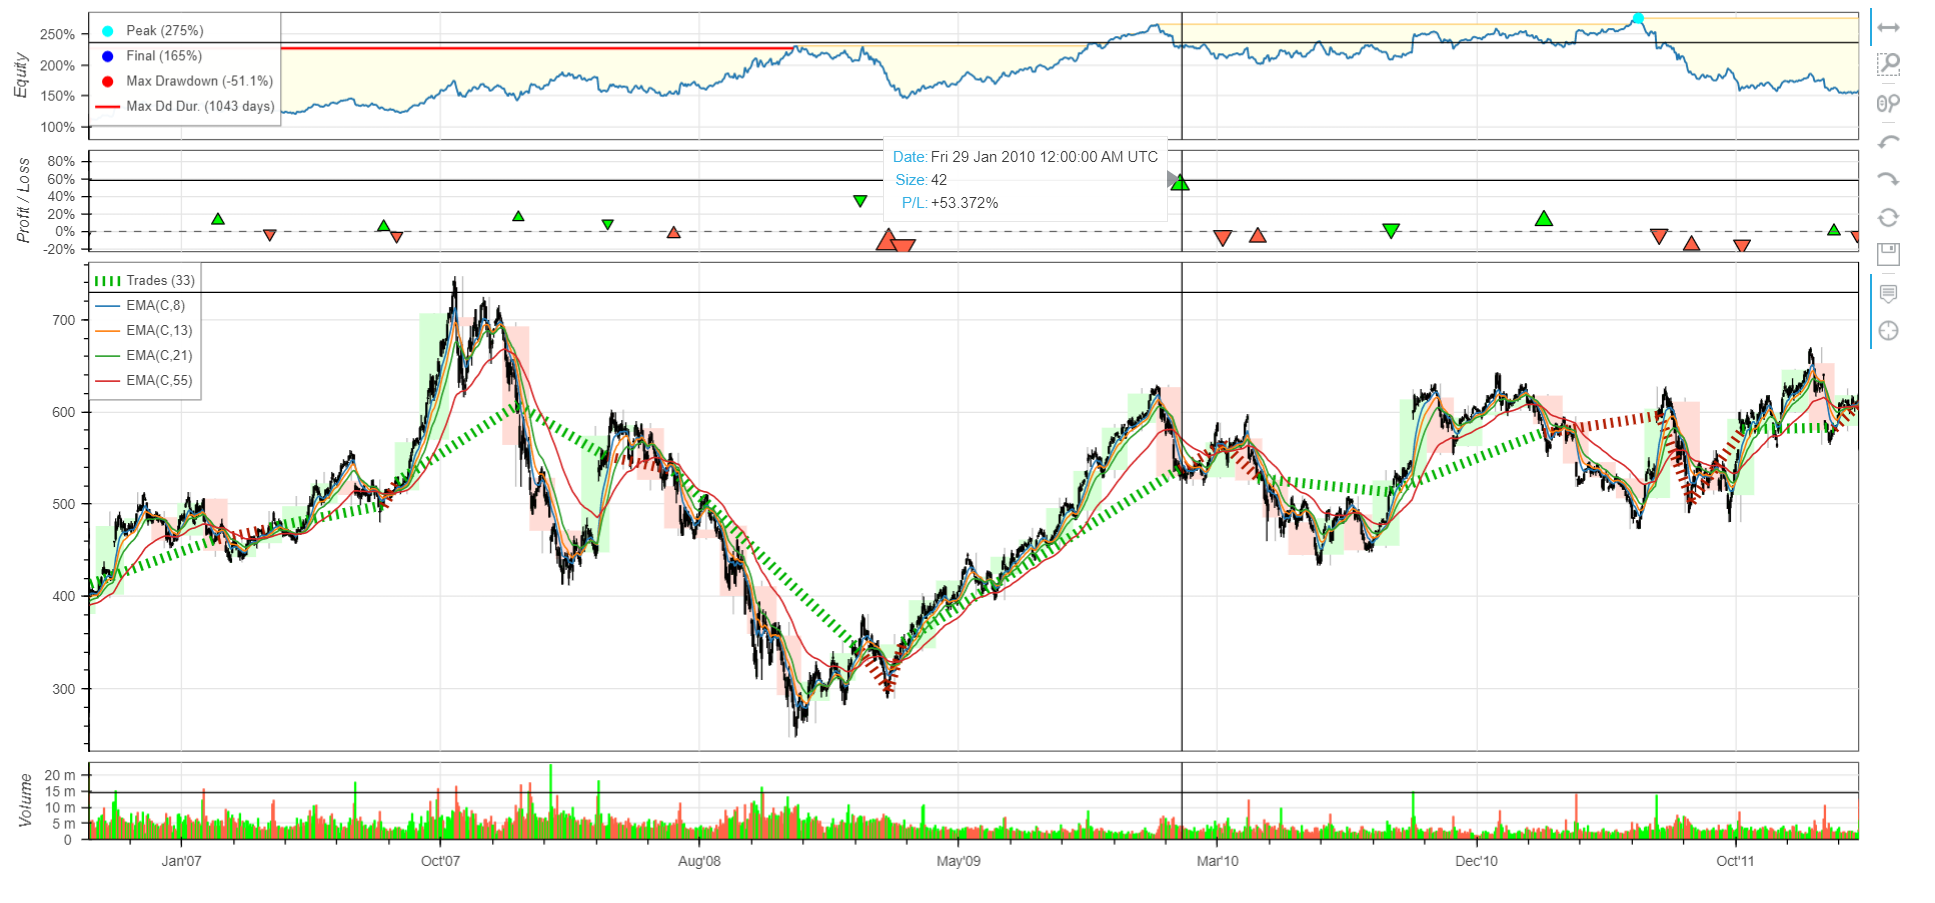 Equity
250%
200%
150%
100%
Peak (275%)
Final (165%)
Max Drawdown (-51.1%)
Max Dd Dur. (1043 days)
Profit / Loss
80%
60%
40%
20%
0%
-20%
Date: Fri 29 Jan 2010 12:00:00 AM UTC
Size: 42
P/L: +53.372%
Trades (33)
EMA(C,8)
EMA(C,13)
EMA(C,21)
EMA(C,55)
700
600
500
400
300
Volume
20 m
15 m
10 m
5 m
0
Jan'07 Oct'07 Aug'08 May'09 Mar'10 Dec'10 Oct'11